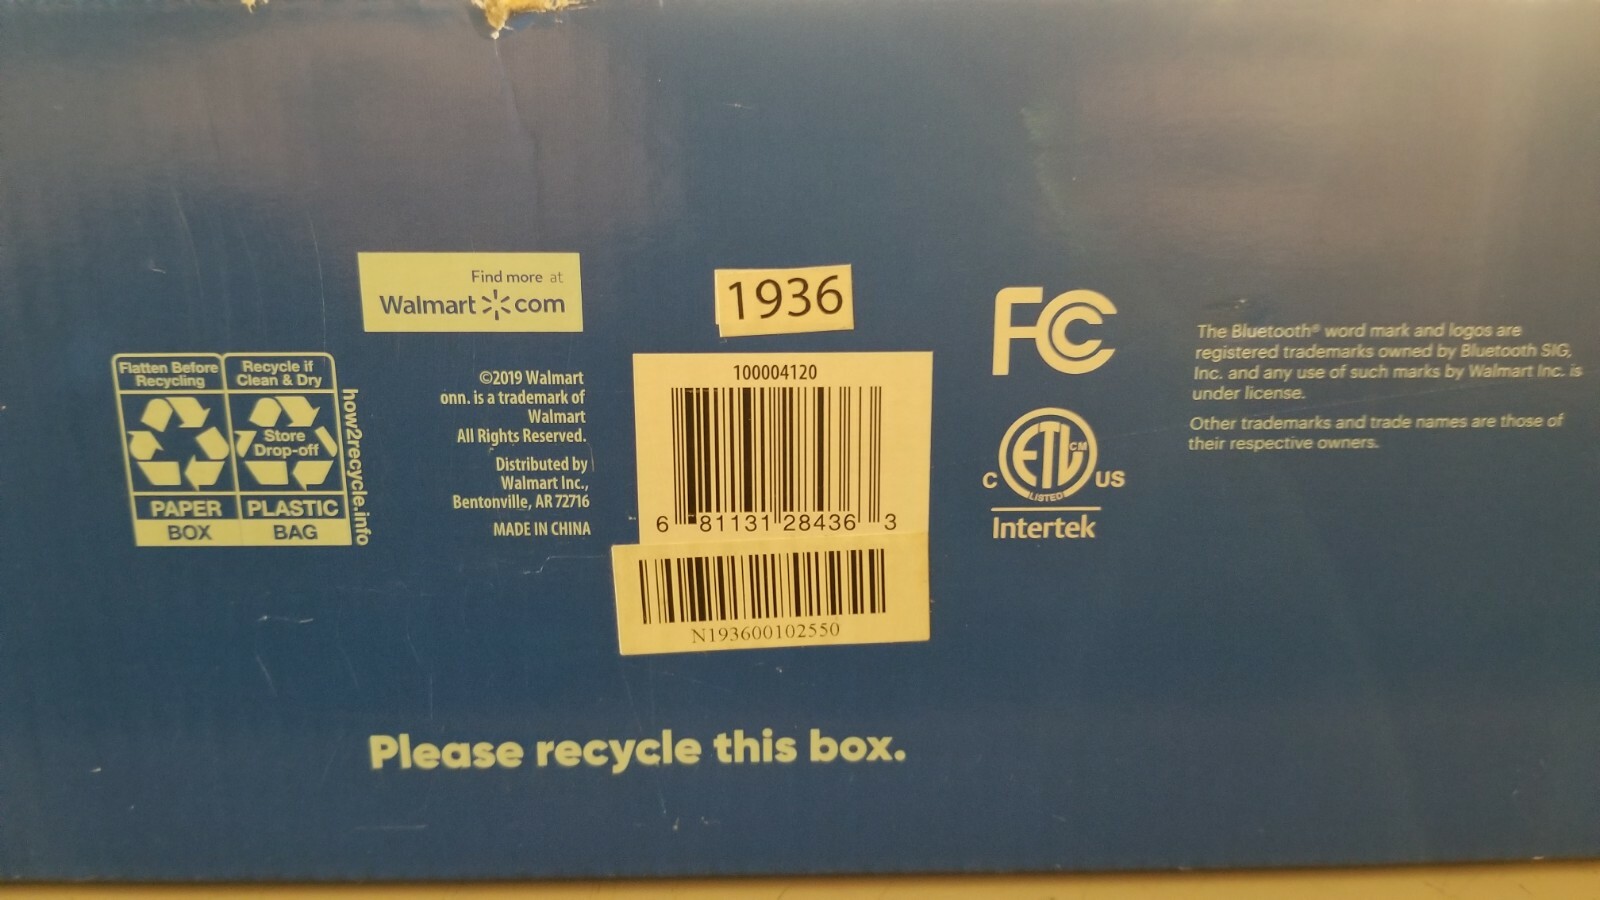 Find more at
Walmart com
1936
Flatten Before
Recycling
Recycle if
Clean & Dry
Store
Drop-off
PAPER
PLASTIC
BOX
BAG
how2recycle.info
©2019 Walmart
onn. is a trademark of
Walmart
All Rights Reserved.
Distributed by
Walmart Inc.,
Bentonville, AR 72716
MADE IN CHINA
100004120
6 81131 28436 3
N193600102550
FC
C ETL CM US
LISTED
Intertek
The Bluetooth® word mark and logos are
registered trademarks owned by Bluetooth SIG,
Inc. and any use of such marks by Walmart Inc. is
under license.
Other trademarks and trade names are those of
their respective owners.
Please recycle this box.